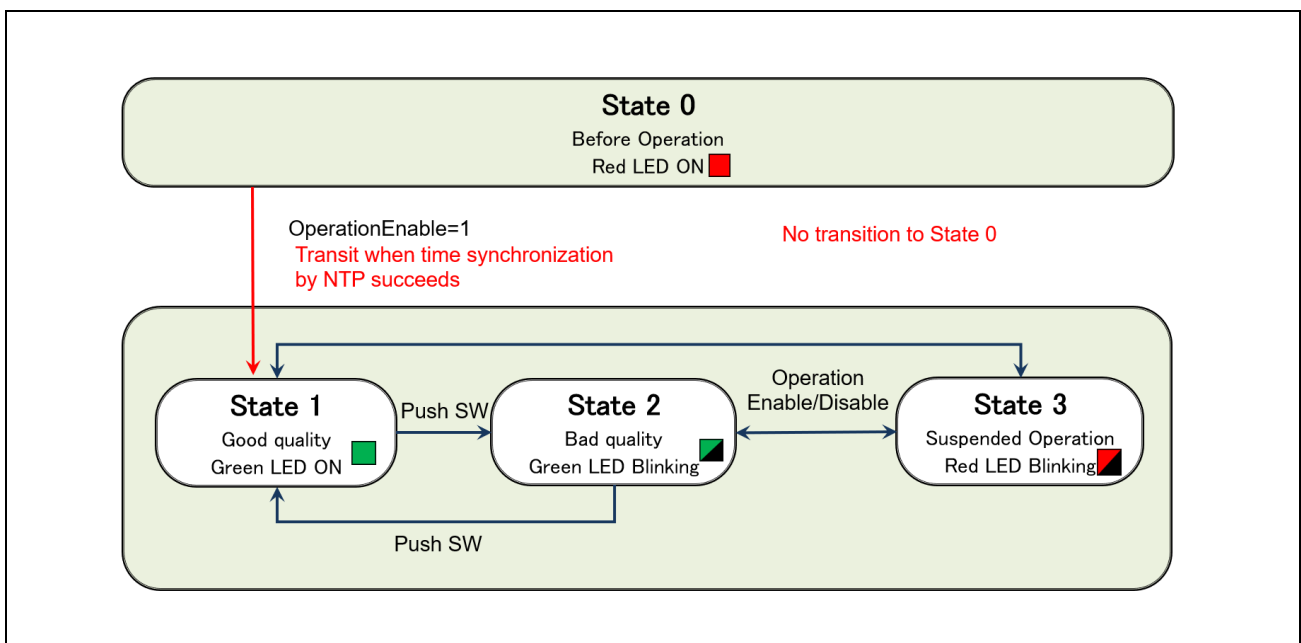 State 0
Before Operation
Red LED ON
OperationEnable=1
Transit when time synchronization
by NTP succeeds
No transition to State 0
State 1
Good quality
Green LED ON
Push SW
State 2
Bad quality
Green LED Blinking
Operation
Enable/Disable
State 3
Suspended Operation
Red LED Blinking
Push SW